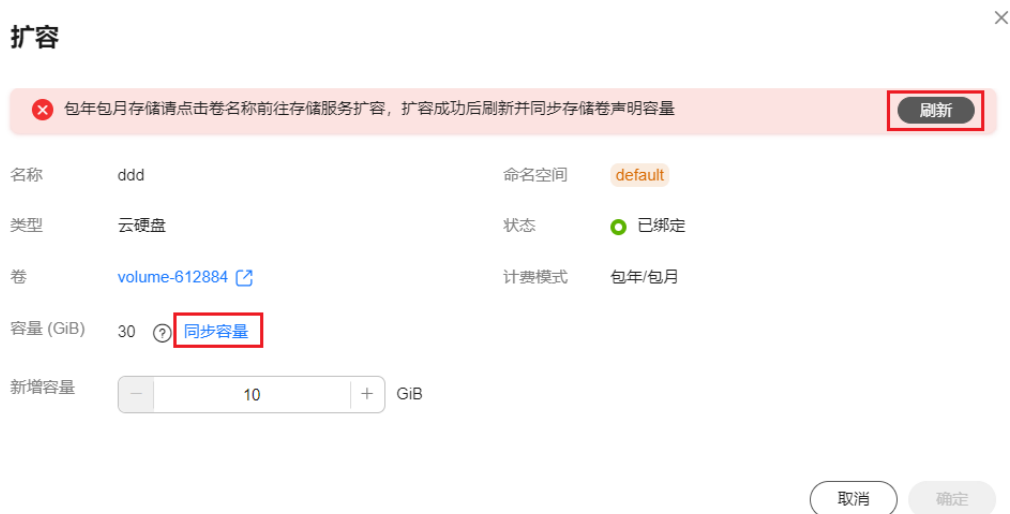 扩容
包年包月存储请点击卷名称前往存储服务扩容，扩容成功后刷新并同步存储卷声明容量 刷新
名称 ddd 命名空间 default
类型 云硬盘 状态 已绑定
卷 volume-612884 计费模式 包年/包月
容量 (GiB) 30 ? 同步容量
新增容量 − 10 + GiB
取消 确定